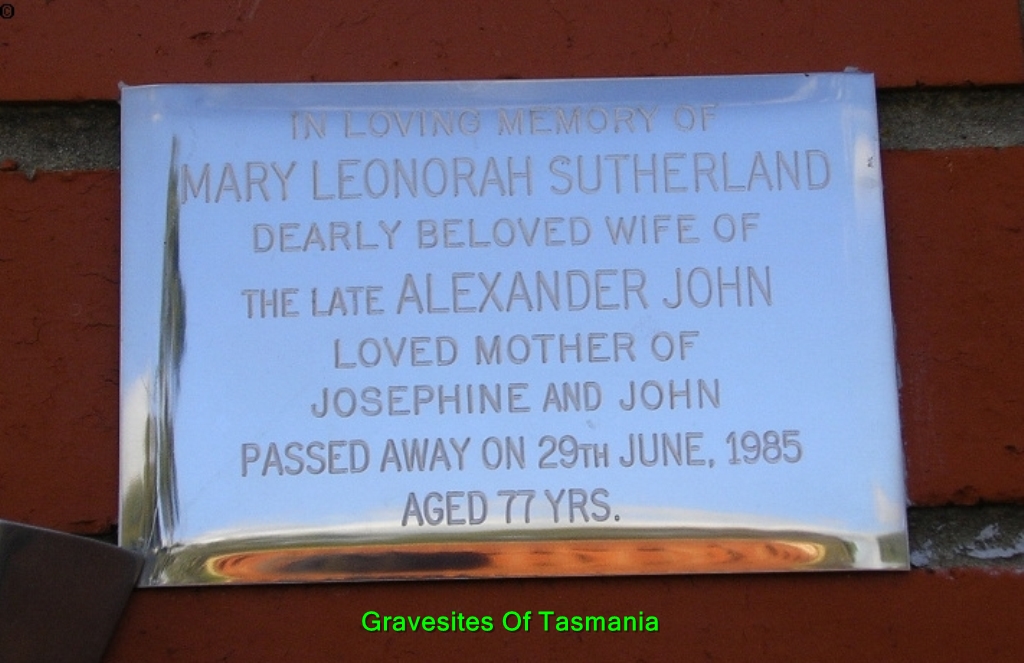 ©
IN LOVING MEMORY OF
MARY LEONORAH SUTHERLAND
DEARLY BELOVED WIFE OF
THE LATE ALEXANDER JOHN
LOVED MOTHER OF
JOSEPHINE AND JOHN
PASSED AWAY ON 29TH JUNE, 1985
AGED 77 YRS.
Gravesites Of Tasmania